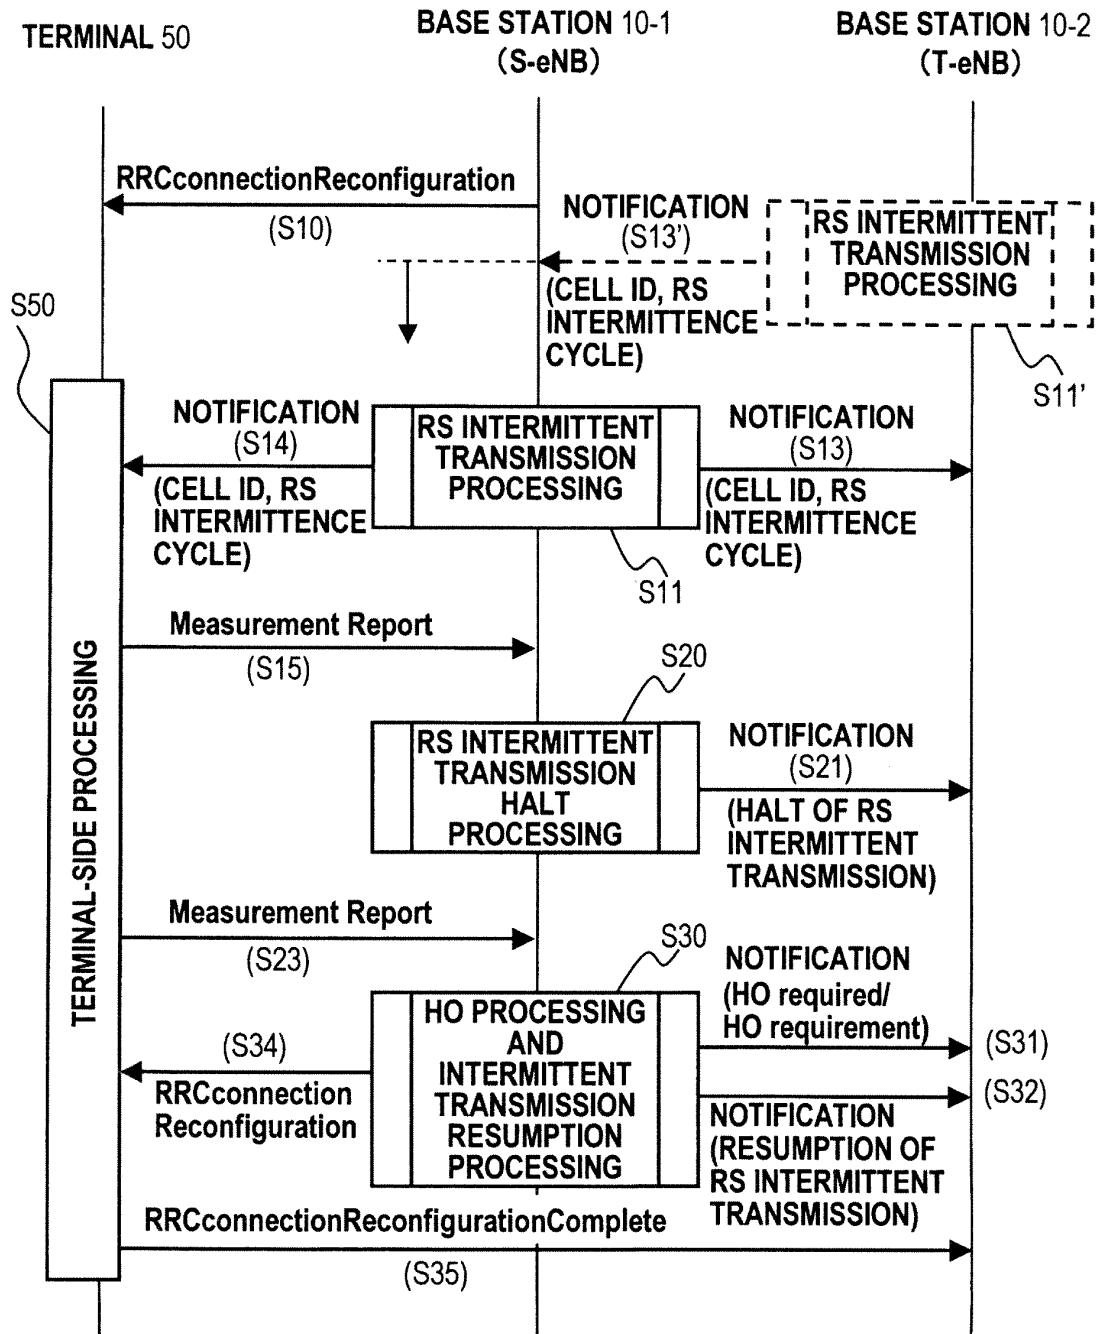 TERMINAL 50
BASE STATION 10-1
(S-eNB)
BASE STATION 10-2
(T-eNB)
RRCconnectionReconfiguration
(S10)
NOTIFICATION
(S13')
(CELL ID, RS
INTERMITTENCE
CYCLE)
RS INTERMITTENT
TRANSMISSION
PROCESSING
S11'
S50
NOTIFICATION
(S14)
(CELL ID, RS
INTERMITTENCE
CYCLE)
RS INTERMITTENT
TRANSMISSION
PROCESSING
S11
NOTIFICATION
(S13)
(CELL ID, RS
INTERMITTENCE
CYCLE)
TERMINAL-SIDE PROCESSING
Measurement Report
(S15)
S20
RS INTERMITTENT
TRANSMISSION
HALT
PROCESSING
NOTIFICATION
(S21)
(HALT OF RS
INTERMITTENT
TRANSMISSION)
Measurement Report
(S23)
S30
HO PROCESSING
AND
INTERMITTENT
TRANSMISSION
RESUMPTION
PROCESSING
NOTIFICATION
(HO required/
HO requirement)
(S31)
(S34)
RRCconnection
Reconfiguration
(S32)
NOTIFICATION
(RESUMPTION OF
RS INTERMITTENT
TRANSMISSION)
RRCconnectionReconfigurationComplete
(S35)